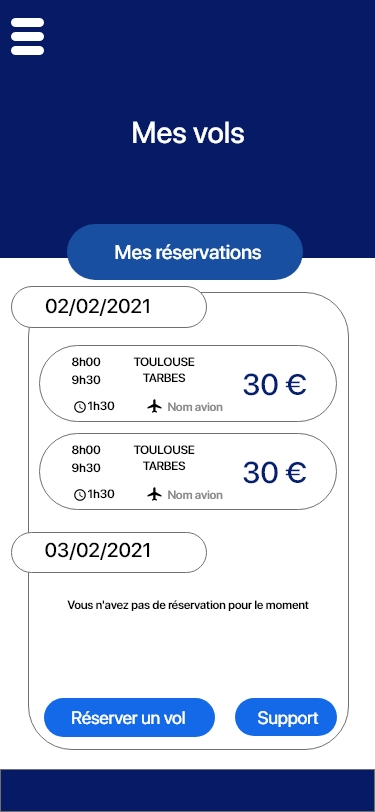 Mes vols
Mes réservations
02/02/2021
8h00 TOULOUSE
9h30 TARBES
30 €
1h30 Nom avion
8h00 TOULOUSE
9h30 TARBES
30 €
1h30 Nom avion
03/02/2021
Vous n'avez pas de réservation pour le moment
Réserver un vol Support